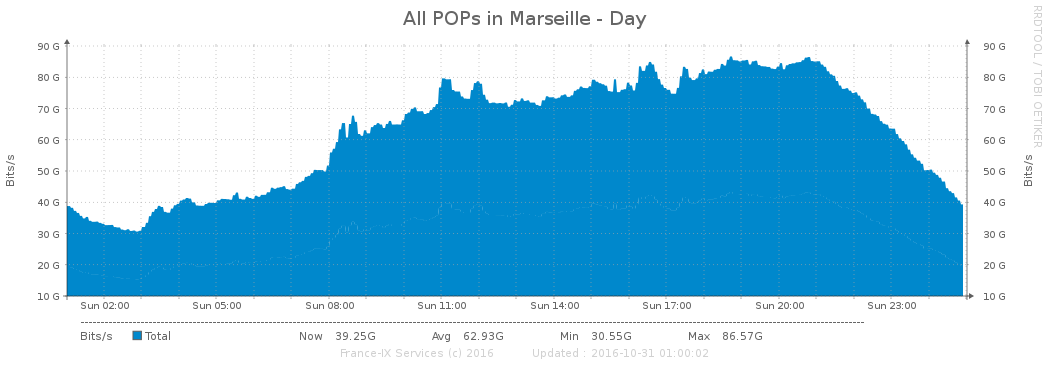 All POPs in Marseille - Day
RRDTOOL / TOBI OETIKER
Bits/s
90 G
80 G
70 G
60 G
50 G
40 G
30 G
20 G
10 G
90 G
80 G
70 G
60 G
50 G
40 G
30 G
20 G
10 G
Bits/s
Sun 02:00 Sun 05:00 Sun 08:00 Sun 11:00 Sun 14:00 Sun 17:00 Sun 20:00 Sun 23:00
Bits/s Total Now 39.25G Avg 62.93G Min 30.55G Max 86.57G
France-IX Services (c) 2016 Updated : 2016-10-31 01:00:02